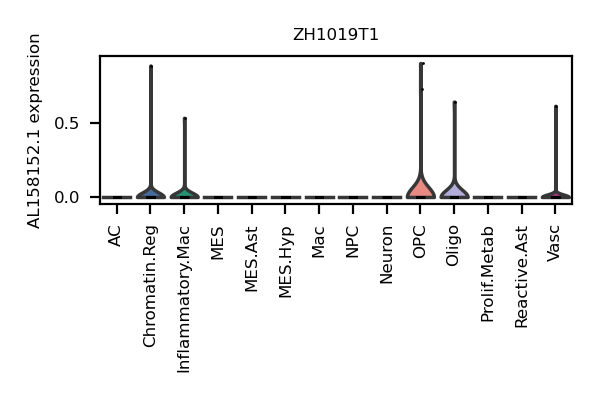 ZH1019T1
AL158152.1 expression
0.5
0.0
AC
Chromatin.Reg
Inflammatory.Mac
MES
MES.Ast
MES.Hyp
Mac
NPC
Neuron
OPC
Oligo
Prolif.Metab
Reactive.Ast
Vasc